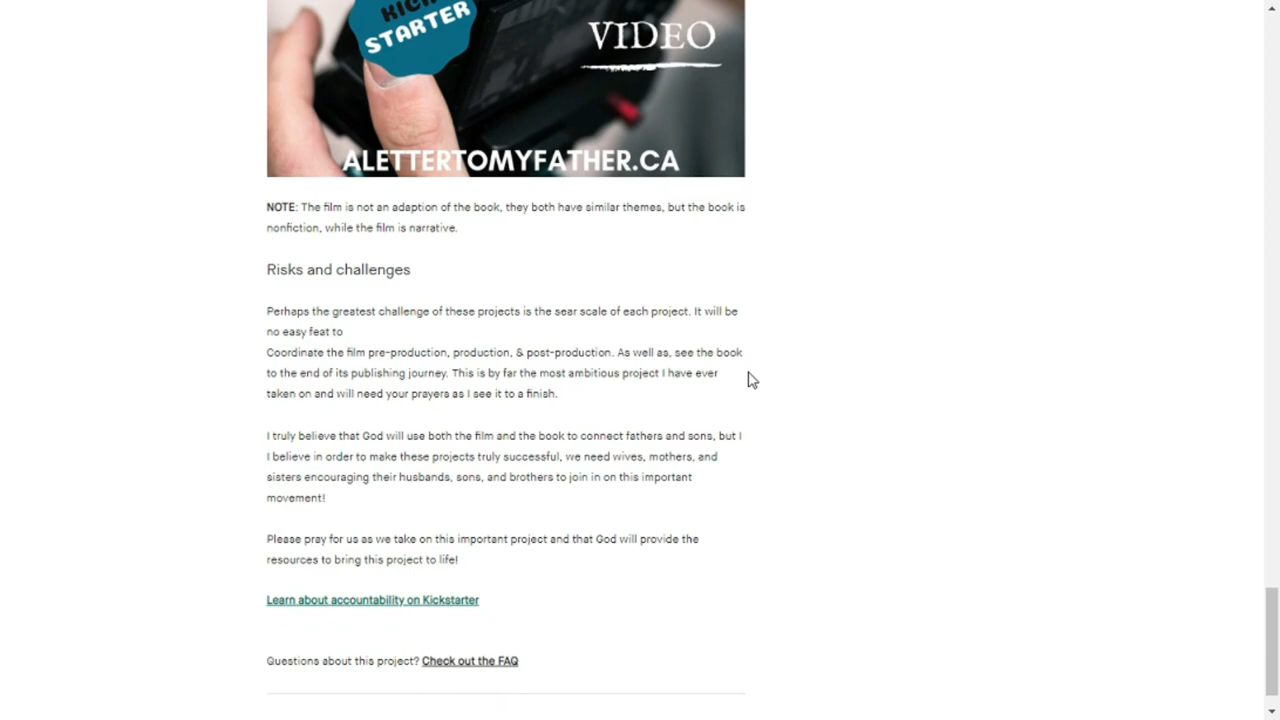 KICK
STARTER
VIDEO
ALETTERTOMYFATHER.CA
NOTE: The film is not an adaption of the book, they both have similar themes, but the book is
nonfiction, while the film is narrative.
Risks and challenges
Perhaps the greatest challenge of these projects is the sear scale of each project. It will be
no easy feat to
Coordinate the film pre-production, production, & post-production. As well as, see the book
to the end of its publishing journey. This is by far the most ambitious project I have ever
taken on and will need your prayers as I see it to a finish.
I truly believe that God will use both the film and the book to connect fathers and sons, but I
I believe in order to make these projects truly successful, we need wives, mothers, and
sisters encouraging their husbands, sons, and brothers to join in on this important
movement!
Please pray for us as we take on this important project and that God will provide the
resources to bring this project to life!
Learn about accountability on Kickstarter
Questions about this project? Check out the FAQ